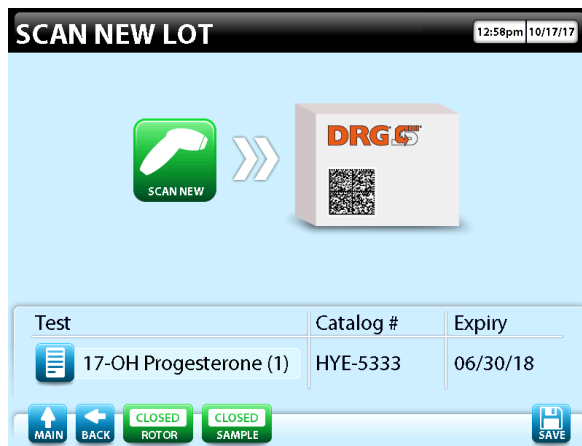 SCAN NEW LOT
12:58pm 10/17/17
SCAN NEW
DRG
Test Catalog # Expiry
17-OH Progesterone (1) HYE-5333 06/30/18
MAIN BACK CLOSED ROTOR CLOSED SAMPLE SAVE